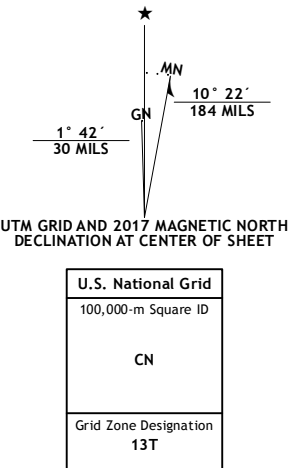 ★
MN
10° 22´
184 MILS
GN
1° 42´
30 MILS
UTM GRID AND 2017 MAGNETIC NORTH
DECLINATION AT CENTER OF SHEET
U.S. National Grid
100,000-m Square ID
CN
Grid Zone Designation
13T